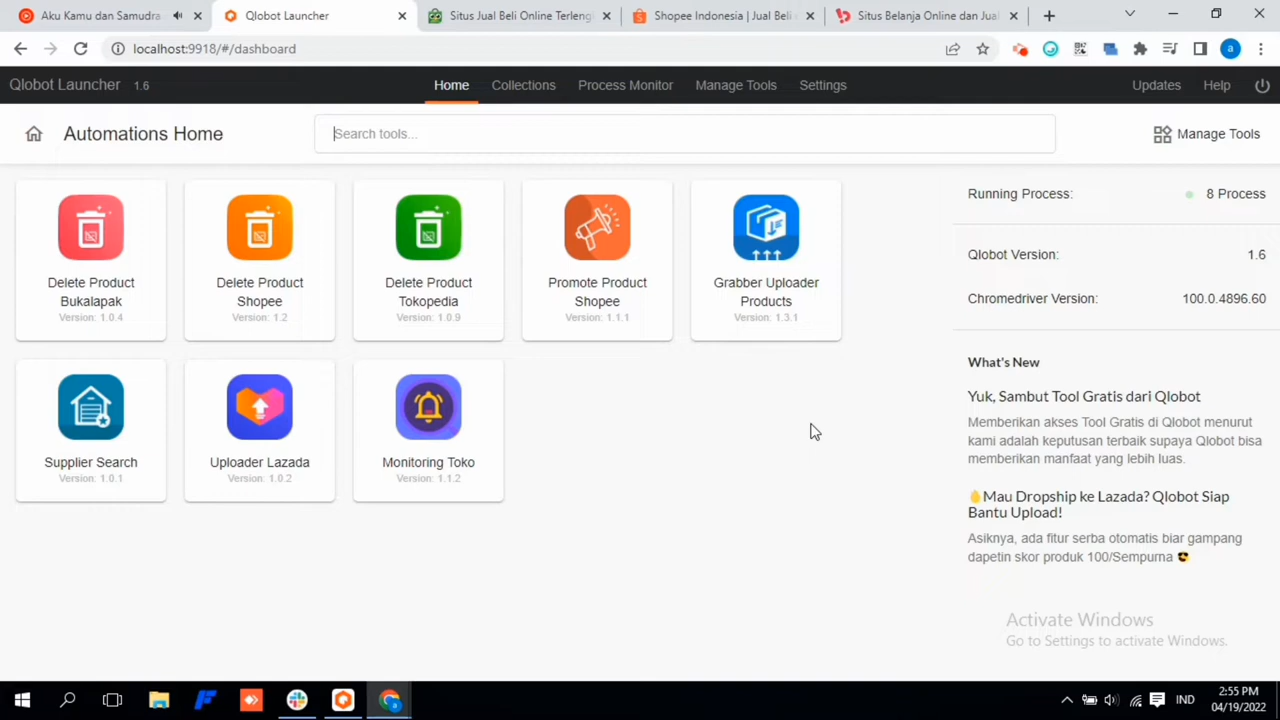 Aku Kamu dan Samudra
Qlobot Launcher
Situs Jual Beli Online Terleng
Shopee Indonesia | Jual Beli
Situs Belanja Online dan Jual
localhost:9918/#/dashboard
a
Qlobot Launcher 1.6
Home Collections Process Monitor Manage Tools Settings
Updates Help
Automations Home
Search tools...
Manage Tools
Delete Product
Bukalapak
Version: 1.0.4
Delete Product
Shopee
Version: 1.2
Delete Product
Tokopedia
Version: 1.0.9
Promote Product
Shopee
Version: 1.1.1
Grabber Uploader
Products
Version: 1.3.1
Supplier Search
Version: 1.0.1
Uploader Lazada
Version: 1.0.2
Monitoring Toko
Version: 1.1.2
Running Process: 8 Process
Qlobot Version: 1.6
Chromedriver Version: 100.0.4896.60
What's New
Yuk, Sambut Tool Gratis dari Qlobot
Memberikan akses Tool Gratis di Qlobot menurut
kami adalah keputusan terbaik supaya Qlobot bisa
memberikan manfaat yang lebih luas.
Mau Dropship ke Lazada? Qlobot Siap
Bantu Upload!
Asiknya, ada fitur serba otomatis biar gampang
dapetin skor produk 100/Sempurna
Activate Windows
Go to Settings to activate Windows.
IND
2:55 PM
04/19/2022